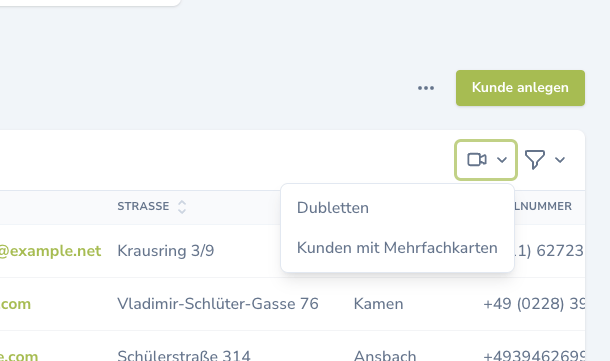 Kunde anlegen
STRASSE
LNUMMER
Dubletten
Kunden mit Mehrfachkarten
@example.net Krausring 3/9 1) 62723
.com Vladimir-Schlüter-Gasse 76 Kamen +49 (0228) 39
e.com Schülerstraße 314 Ansbach +4939462699